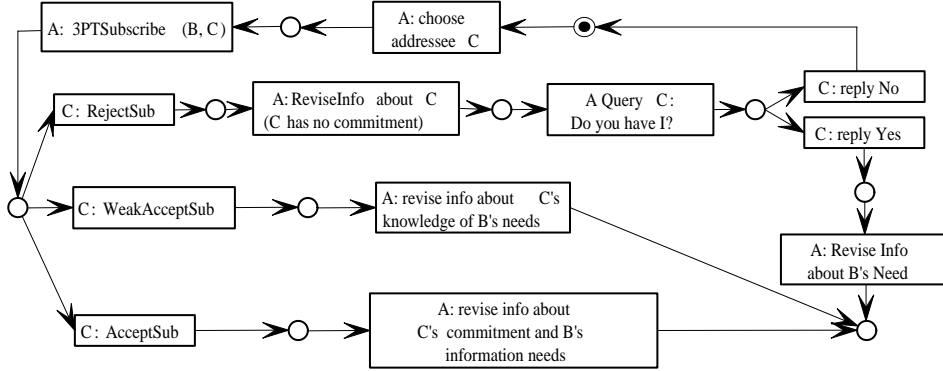 A: 3PTSubscribe (B, C)
A: choose
addressee C
C: RejectSub
A: ReviseInfo about C
(C has no commitment)
A Query C:
Do you have I?
C: reply No
C: reply Yes
C: WeakAcceptSub
A: revise info about C's
knowledge of B's needs
A: Revise Info
about B's Need
C: AcceptSub
A: revise info about
C's commitment and B's
information needs